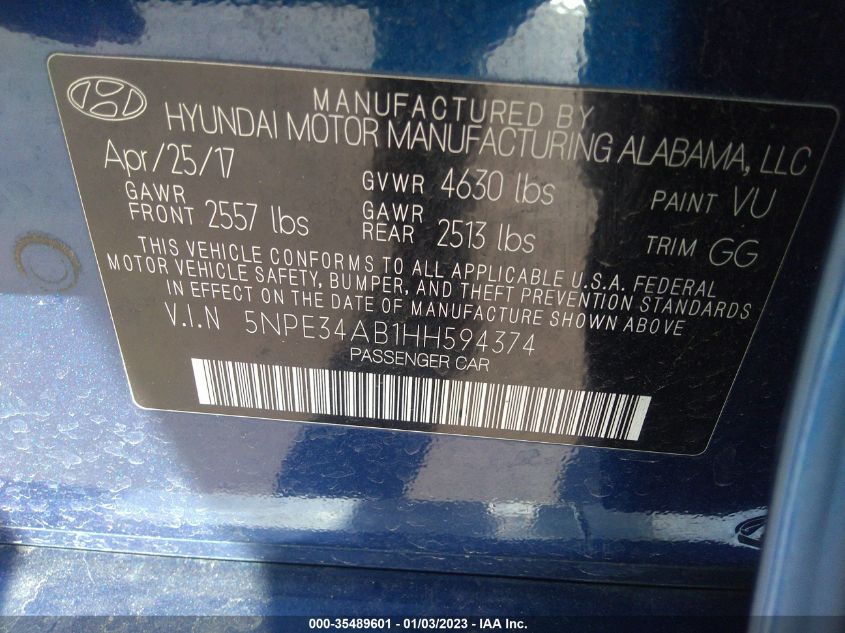 MANUFACTURED BY
HYUNDAI MOTOR MANUFACTURING ALABAMA, LLC
Apr/25/17 GVWR 4630 lbs PAINT VU
GAWR FRONT 2557 lbs GAWR REAR 2513 lbs TRIM GG
THIS VEHICLE CONFORMS TO ALL APPLICABLE U.S.A. FEDERAL
MOTOR VEHICLE SAFETY, BUMPER, AND THEFT PREVENTION STANDARDS
IN EFFECT ON THE DATE OF MANUFACTURE SHOWN ABOVE
V.I.N 5NPE34AB1HH594374
PASSENGER CAR
000-35489601 - 01/03/2023 - IAA Inc.